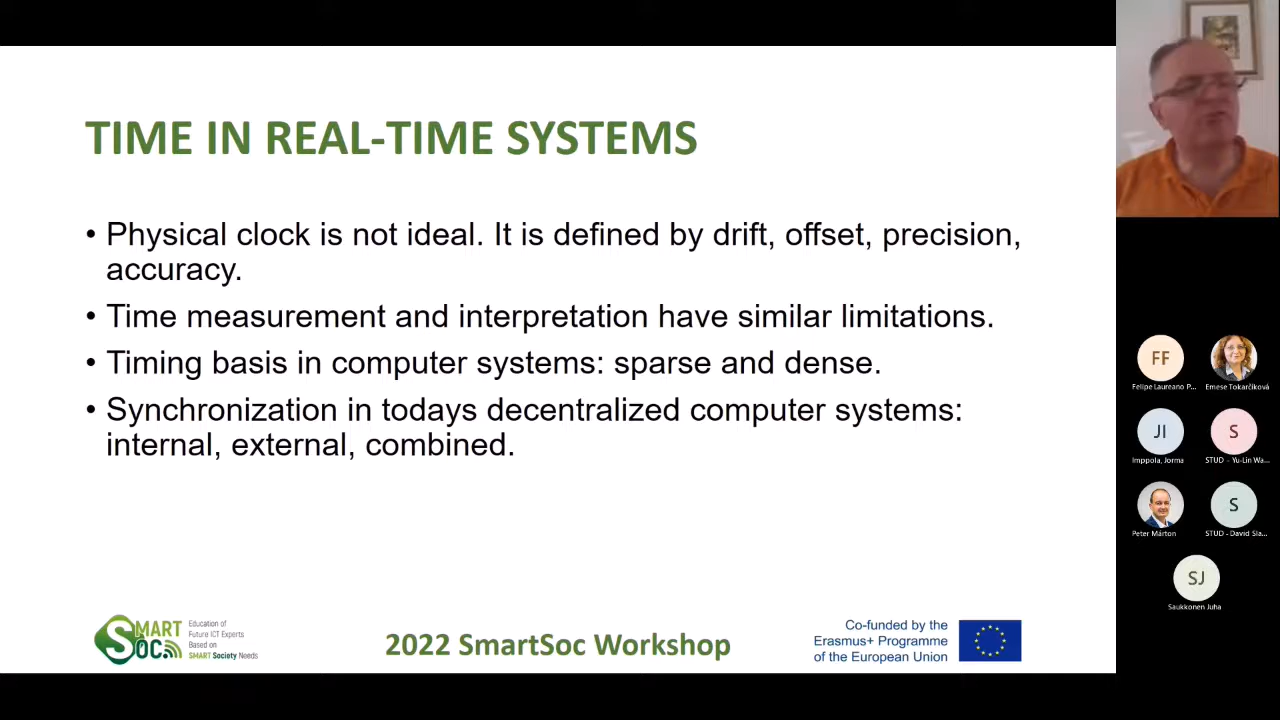 TIME IN REAL-TIME SYSTEMS
• Physical clock is not ideal. It is defined by drift, offset, precision,
accuracy.
• Time measurement and interpretation have similar limitations.
• Timing basis in computer systems: sparse and dense.
• Synchronization in todays decentralized computer systems:
internal, external, combined.
SMART
SOC
Education of
Future ICT Experts
Based on
SMART Society Needs
2022 SmartSoc Workshop
Co-funded by the
Erasmus+ Programme
of the European Union
FF
Felipe Laureano P...
Emese Tokarčíková
JI
Imppola, Jorma
S
STUD - Yu-Lin Wa...
Peter Márton
S
STUD - David Sla...
SJ
Saukkonen Juha